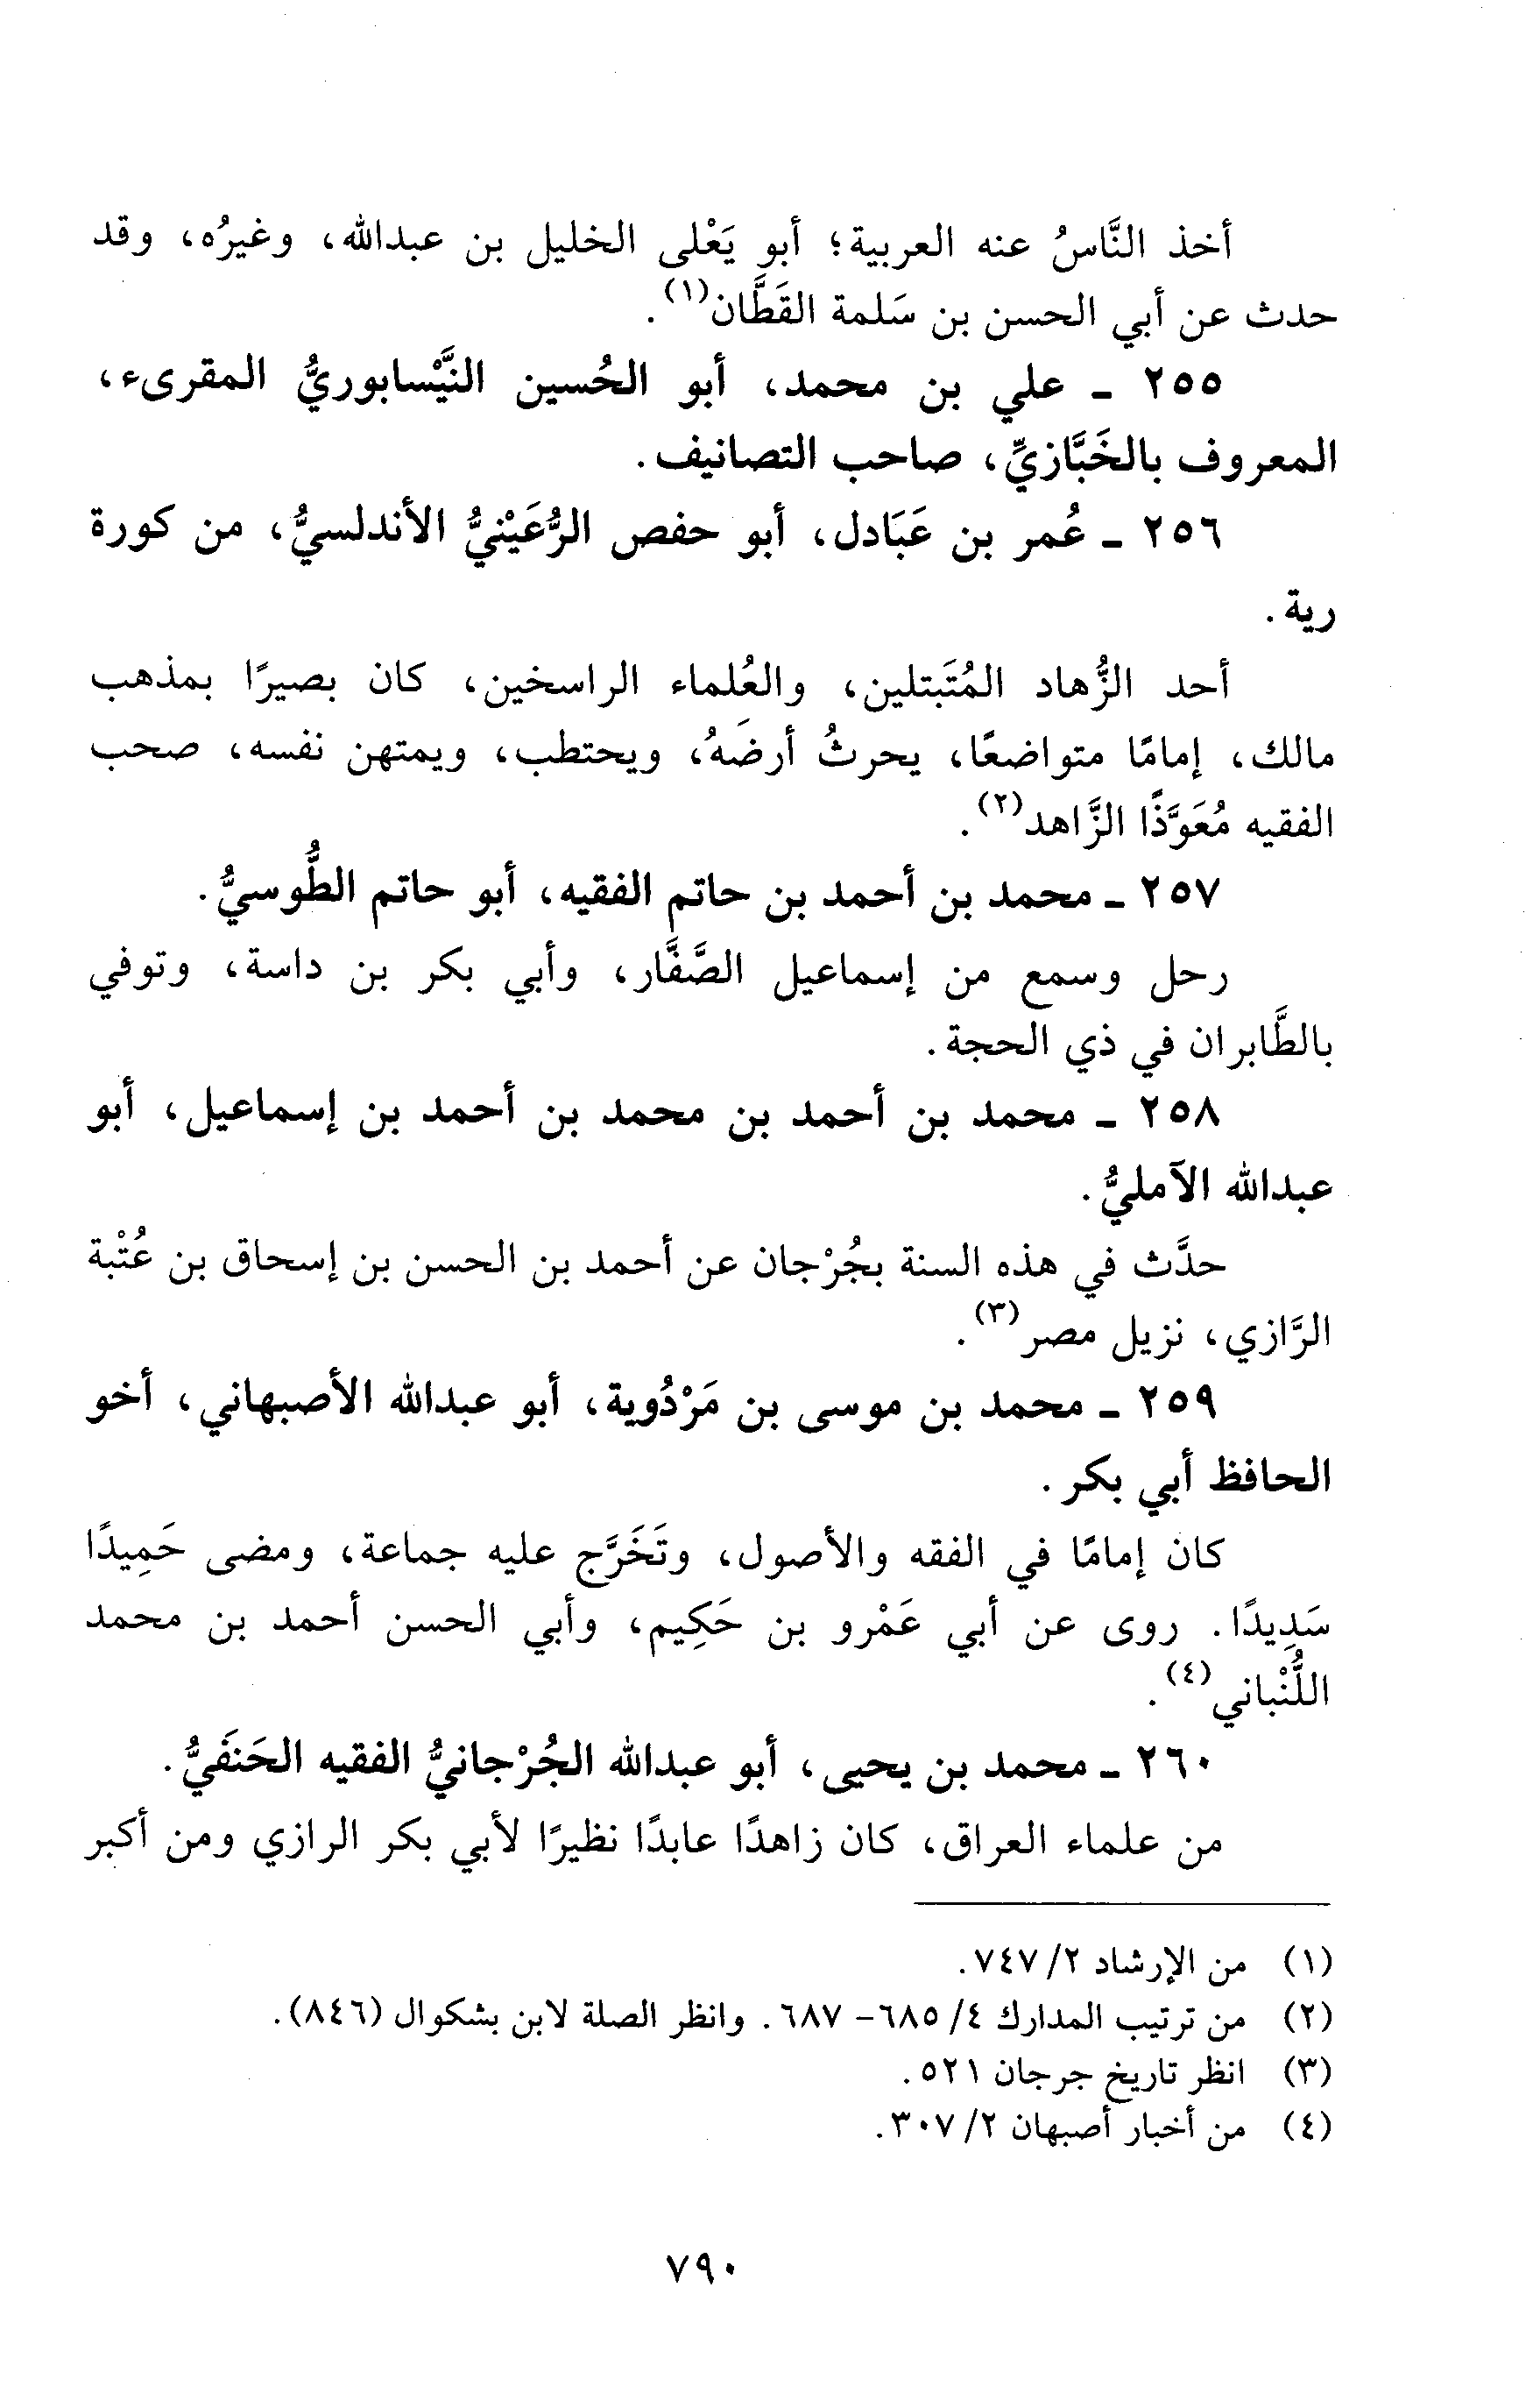 أخذ النَّاسُ عنه العربية؛ أبو يَعْلى الخليل بن عبدالله، وغيرُه، وقد
حدث عن أبي الحسن بن سَلمة القَطَّان(١).
٢٥٥ ـ علي بن محمد، أبو الحُسين النَّيْسابوريُّ المقرىء،
المعروف بالخَبَّازيِّ، صاحب التصانيف.
٢٥٦ ـ عُمر بن عَبَادل، أبو حفص الرُّعَيْنيُّ الأندلسيُّ، من كورة
رية.
أحد الزُّهاد المُتَبتلين، والعُلماء الراسخين، كان بصيرًا بمذهب
مالك، إمامًا متواضعًا، يحرثُ أرضَهُ، ويحتطب، ويمتهن نفسه، صحب
الفقيه مُعَوَّذًا الزَّاهد(٢).
٢٥٧ ـ محمد بن أحمد بن حاتم الفقيه، أبو حاتم الطُّوسيُّ.
رحل وسمع من إسماعيل الصَّفَّار، وأبي بكر بن داسة، وتوفي
بالطَّابران في ذي الحجة.
٢٥٨ ـ محمد بن أحمد بن محمد بن أحمد بن إسماعيل، أبو
عبدالله الآمليُّ.
حدَّث في هذه السنة بجُرْجان عن أحمد بن الحسن بن إسحاق بن عُتْبة
الرَّازي، نزيل مصر(٣).
٢٥٩ ـ محمد بن موسى بن مَرْدُوية، أبو عبدالله الأصبهاني، أخو
الحافظ أبي بكر.
كان إمامًا في الفقه والأصول، وتَخَرَّج عليه جماعة، ومضى حَمِيدًا
سَدِيدًا. روى عن أبي عَمْرو بن حَكِيم، وأبي الحسن أحمد بن محمد
اللُّنْباني(٤).
٢٦٠ ـ محمد بن يحيى، أبو عبدالله الجُرْجانيُّ الفقيه الحَنَفيُّ.
من علماء العراق، كان زاهدًا عابدًا نظيرًا لأبي بكر الرازي ومن أكبر
(١) من الإرشاد ٢/ ٧٤٧.
(٢) من ترتيب المدارك ٤/ ٦٨٥- ٦٨٧. وانظر الصلة لابن بشكوال (٨٤٦).
(٣) انظر تاريخ جرجان ٥٢١.
(٤) من أخبار أصبهان ٢/ ٣٠٧.
٧٩٠